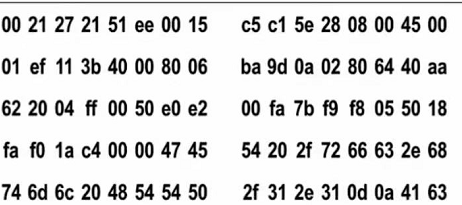 00 21 27 21 51 ee 00 15 c5 c1 5e 28 08 00 45 00
01 ef 11 3b 40 00 80 06 ba 9d 0a 02 80 64 40 aa
62 20 04 ff 00 50 e0 e2 00 fa 7b f9 f8 05 50 18
fa f0 1a c4 00 00 47 45 54 20 2f 72 66 63 2e 68
74 6d 6c 20 48 54 54 50 2f 31 2e 31 0d 0a 41 63